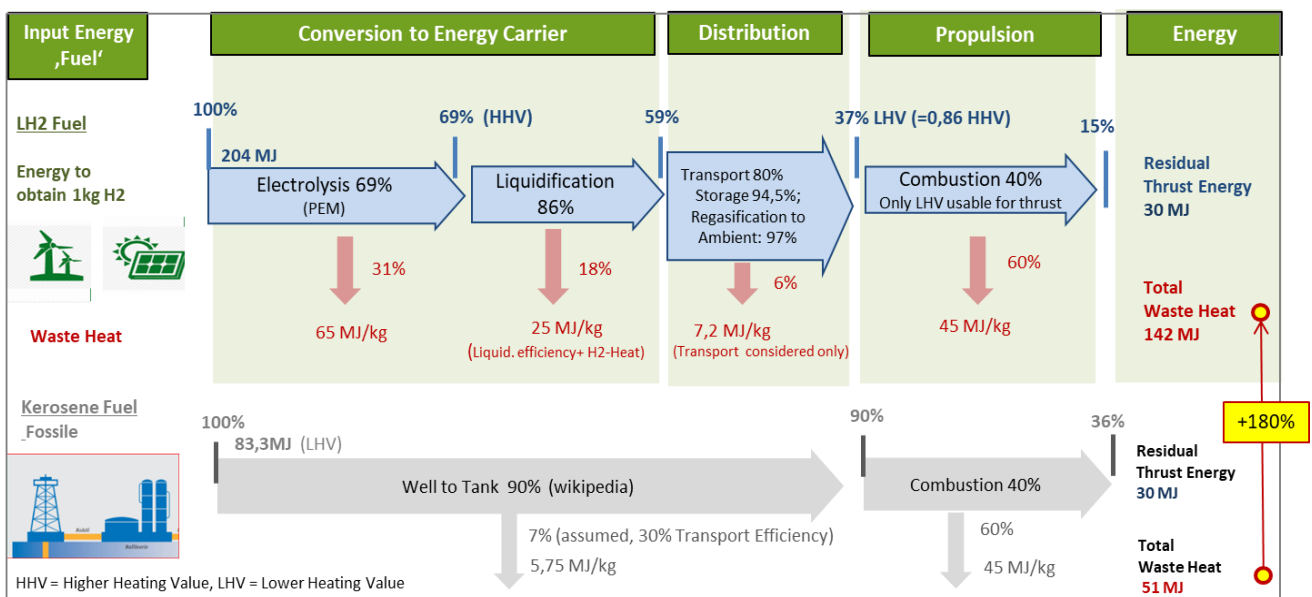 Input Energy
‚Fuel‘
Conversion to Energy Carrier
Distribution
Propulsion
Energy
LH2 Fuel
100%
69% (HHV)
59%
37% LHV (=0,86 HHV)
15%
Energy to
obtain 1kg H2
204 MJ
Electrolysis 69%
(PEM)
Liquidification
86%
Transport 80%
Storage 94,5%;
Regasification to
Ambient: 97%
Combustion 40%
Only LHV usable for thrust
Residual
Thrust Energy
30 MJ
31%
18%
6%
60%
Waste Heat
65 MJ/kg
25 MJ/kg
(Liquid. efficiency+ H2-Heat)
7,2 MJ/kg
(Transport considered only)
45 MJ/kg
Total
Waste Heat
142 MJ
+180%
Kerosene Fuel
Fossile
100%
83,3MJ (LHV)
90%
36%
Well to Tank 90% (wikipedia)
Combustion 40%
Residual
Thrust Energy
30 MJ
7% (assumed, 30% Transport Efficiency)
5,75 MJ/kg
60%
45 MJ/kg
Total
Waste Heat
51 MJ
HHV = Higher Heating Value, LHV = Lower Heating Value